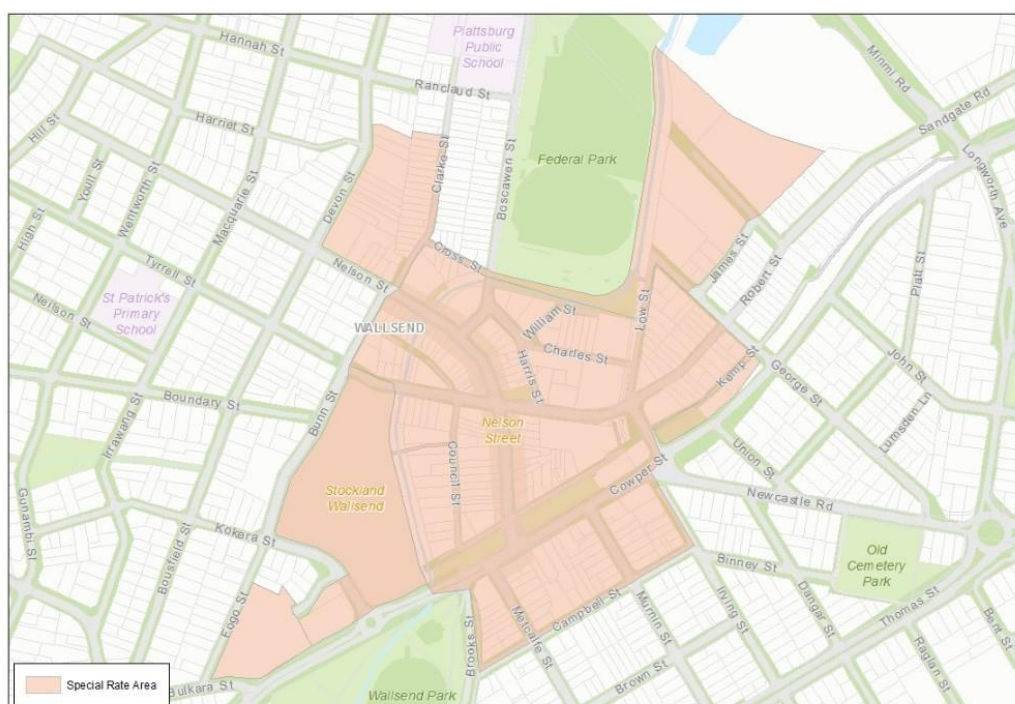 Plattsburg
Public
School
Hannah St
Ranclaud St
Minmi Rd
Sandgate Rd
Longworth Ave
Hill St
Harriet St
Youll St
Wentworth St
Macquarie St
Devon St
Clarke St
Boscawen St
Federal Park
High St
Tyrrell St
Nelson St
Cross St
James St
Robert St
Platt St
Neilson St
St Patrick's
Primary
School
WALLSEND
William St
Low St
Charles St
Harris St
Kemp St
George St
John St
Lumsden Ln
Boundary St
Bunn St
Irrawang St
Nelson
Street
Council St
Union St
Cowper St
Newcastle Rd
Stockland
Wallsend
Gunambi St
Kokera St
Bousfield St
Old
Cemetery
Park
Binney St
Thomas St
Dangar St
Irving St
Murnin St
Campbell St
Metcalfe St
Brooks St
Brown St
Raglan St
Bent St
Eogo St
Bulkara St
Wallsend Park
Special Rate Area